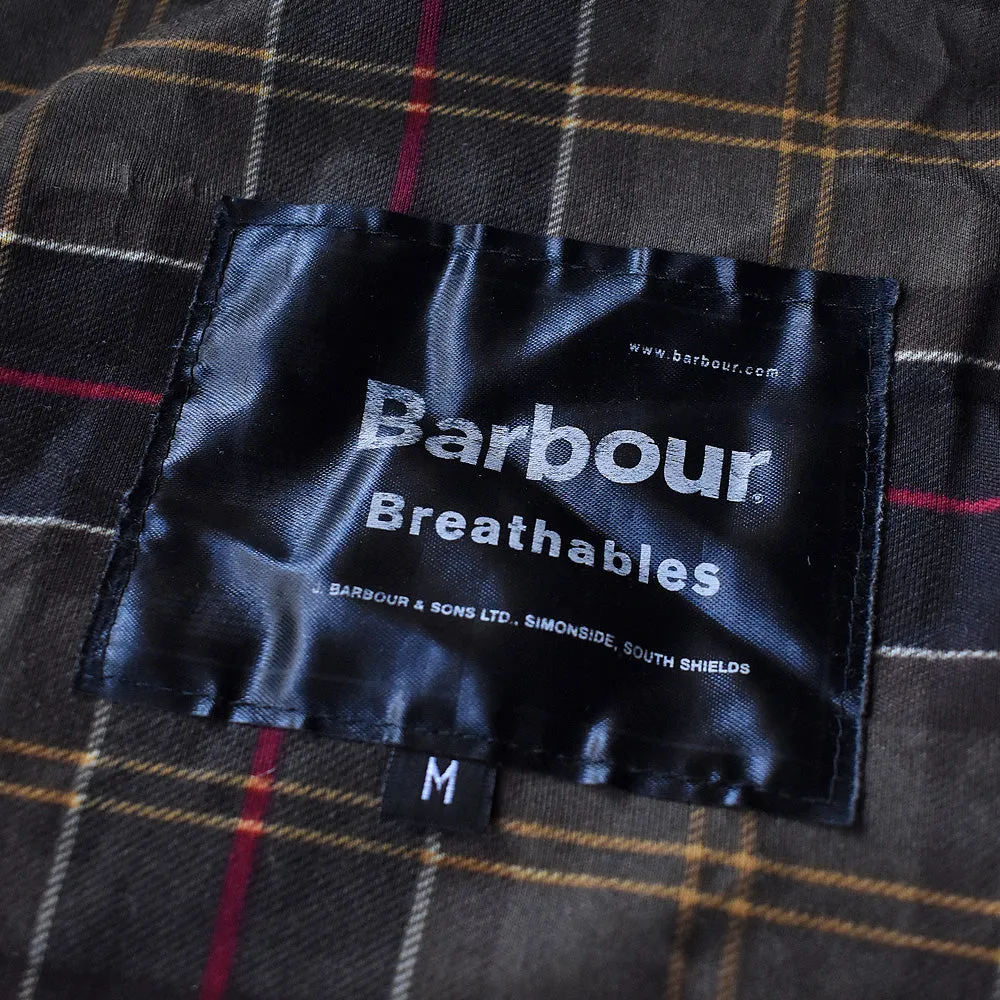 www.barbour.com
Barbour®
Breathables
J. BARBOUR & SONS LTD., SIMONSIDE, SOUTH SHIELDS
M